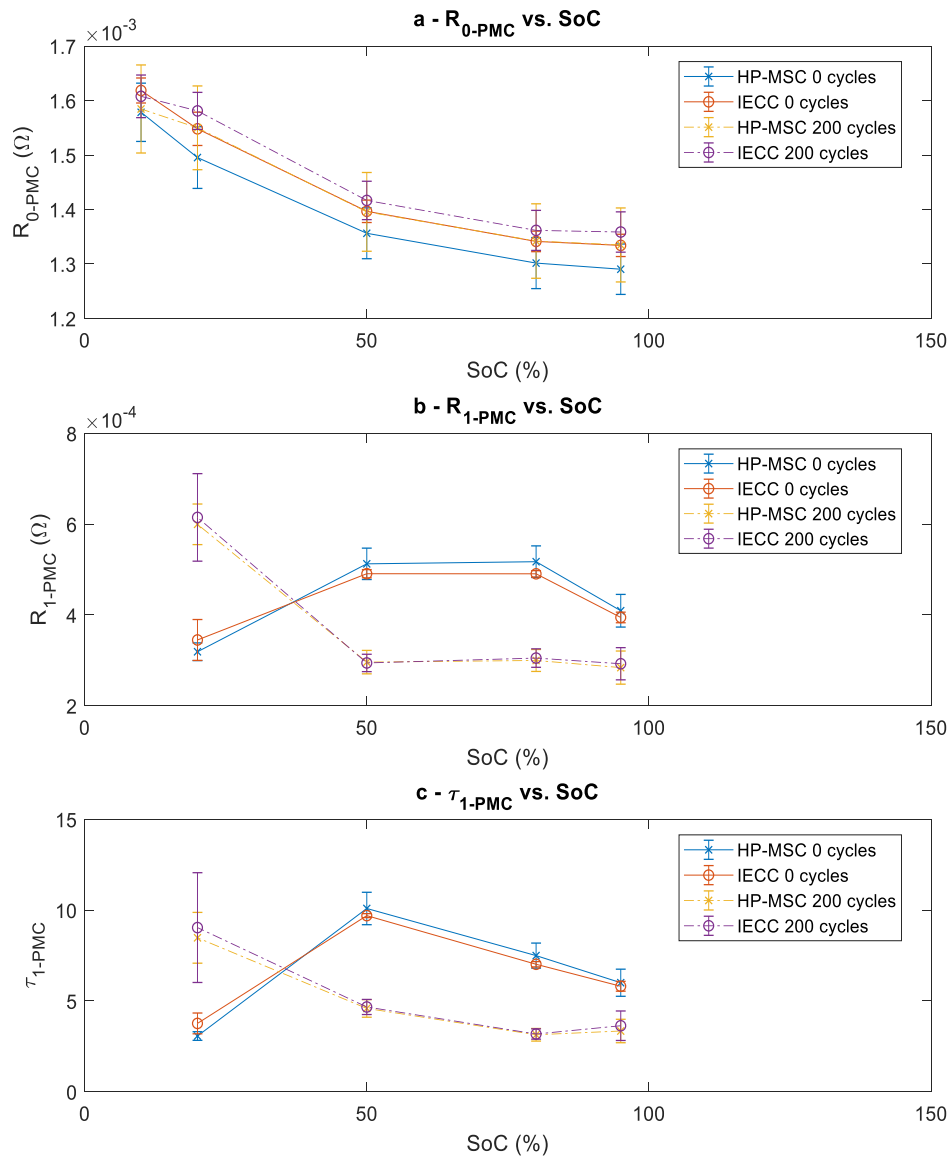 a - R0-PMC vs. SoC
×10-3
1.7
1.6
1.5
1.4
1.3
1.2
R0-PMC (Ω)
0
50
100
150
SoC (%)
HP-MSC 0 cycles
IECC 0 cycles
HP-MSC 200 cycles
IECC 200 cycles
b - R1-PMC vs. SoC
×10-4
8
6
4
2
R1-PMC (Ω)
0
50
100
150
SoC (%)
HP-MSC 0 cycles
IECC 0 cycles
HP-MSC 200 cycles
IECC 200 cycles
c - τ1-PMC vs. SoC
15
10
5
0
τ1-PMC
0
50
100
150
SoC (%)
HP-MSC 0 cycles
IECC 0 cycles
HP-MSC 200 cycles
IECC 200 cycles